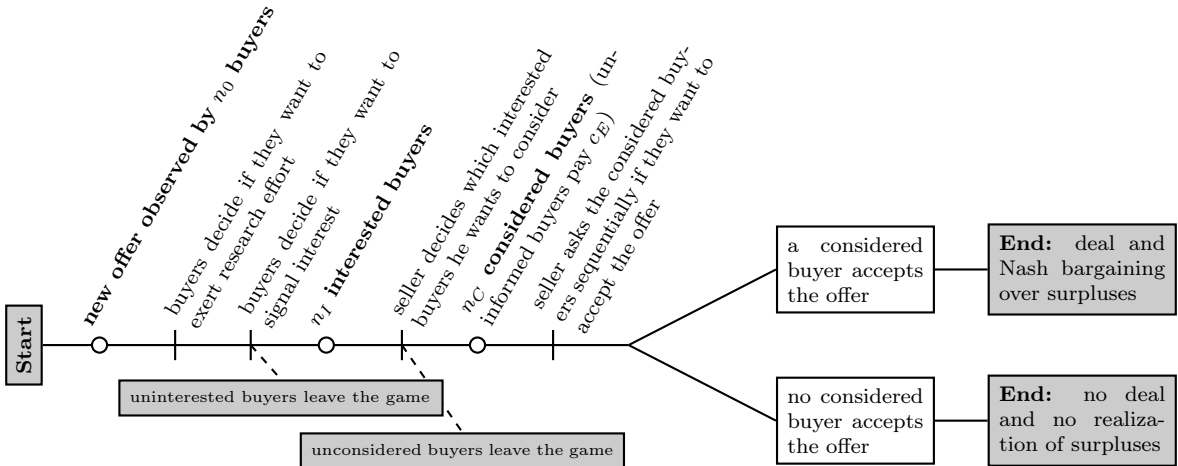 Start
new offer observed by n0 buyers
buyers decide if they want to
exert research effort
buyers decide if they want to
signal interest
nI interested buyers
seller decides which interested
buyers he wants to consider
nC considered buyers (un-
informed buyers pay cE)
seller asks the considered buy-
ers sequentially if they want to
accept the offer
uninterested buyers leave the game
unconsidered buyers leave the game
a considered
buyer accepts
the offer
End: deal and
Nash bargaining
over surpluses
no considered
buyer accepts
the offer
End: no deal
and no realiza-
tion of surpluses